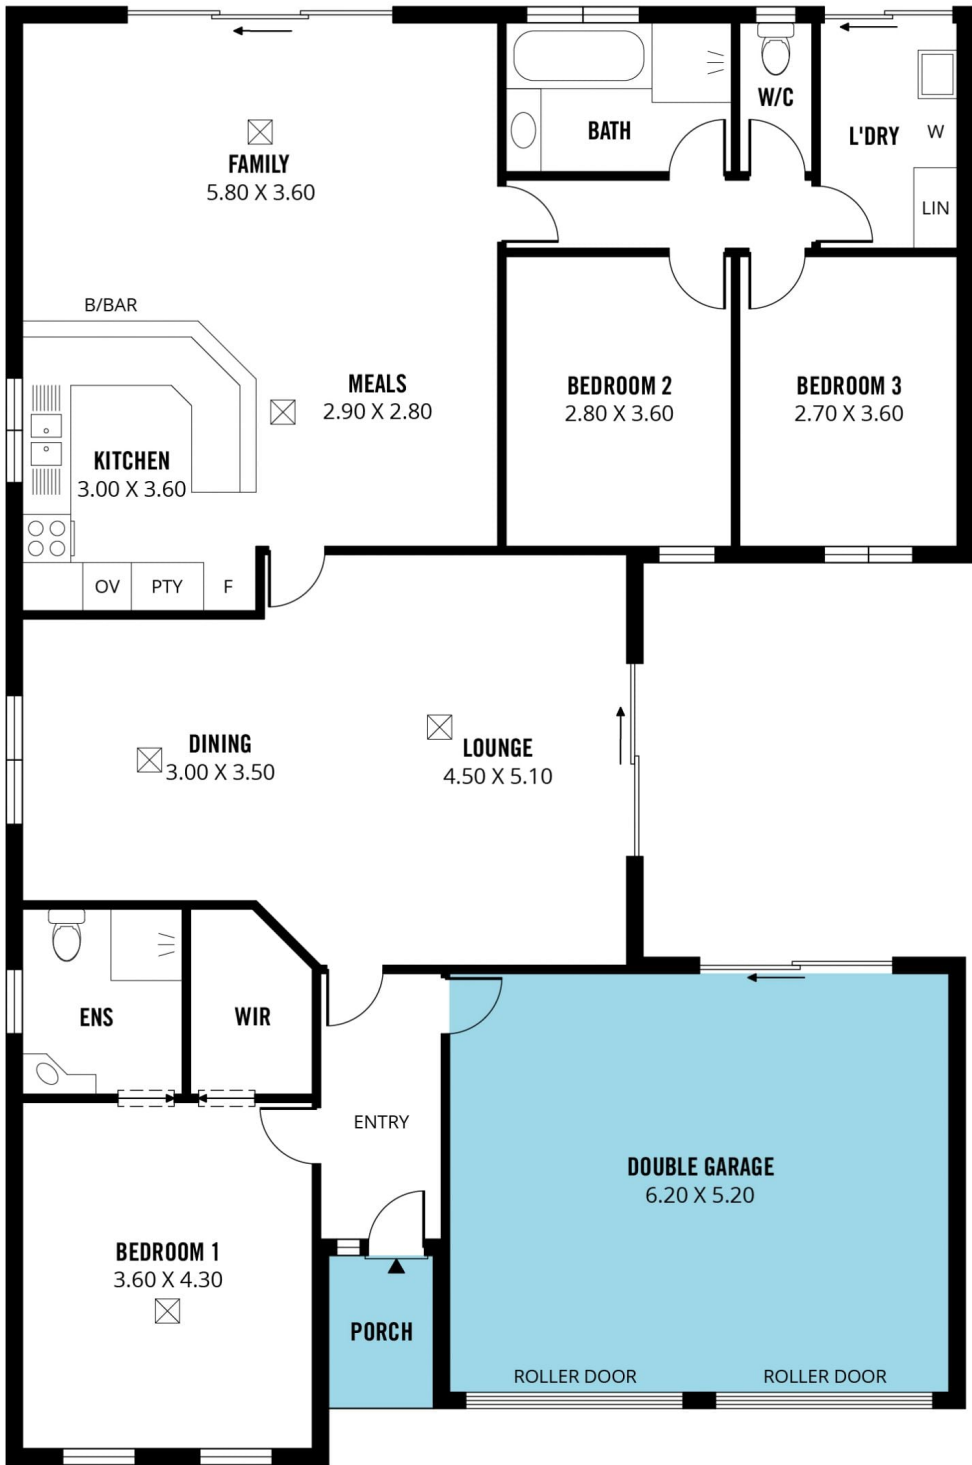 BATH
W/C
L'DRY
W
LIN
FAMILY
5.80 X 3.60
B/BAR
MEALS
2.90 X 2.80
KITCHEN
3.00 X 3.60
OV
PTY
F
BEDROOM 2
2.80 X 3.60
BEDROOM 3
2.70 X 3.60
DINING
3.00 X 3.50
LOUNGE
4.50 X 5.10
ENS
WIR
ENTRY
DOUBLE GARAGE
6.20 X 5.20
BEDROOM 1
3.60 X 4.30
PORCH
ROLLER DOOR
ROLLER DOOR